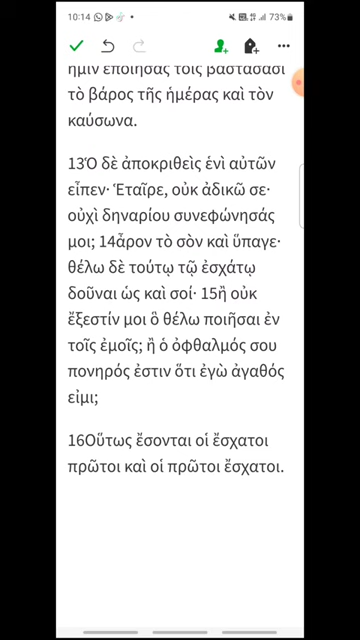 10:14
73%
ἡμῖν ἐποίησας τοῖς βαστάσασι
τὸ βάρος τῆς ἡμέρας καὶ τὸν
καύσωνα.
13Ὁ δὲ ἀποκριθεὶς ἑνὶ αὐτῶν
εἶπεν· Ἑταῖρε, οὐκ ἀδικῶ σε·
οὐχὶ δηναρίου συνεφώνησάς
μοι; 14ἆρον τὸ σὸν καὶ ὕπαγε·
θέλω δὲ τούτῳ τῷ ἐσχάτῳ
δοῦναι ὡς καὶ σοί· 15ἢ οὐκ
ἔξεστίν μοι ὃ θέλω ποιῆσαι ἐν
τοῖς ἐμοῖς; ἢ ὁ ὀφθαλμός σου
πονηρός ἐστιν ὅτι ἐγὼ ἀγαθός
εἰμι;
16Οὕτως ἔσονται οἱ ἔσχατοι
πρῶτοι καὶ οἱ πρῶτοι ἔσχατοι.